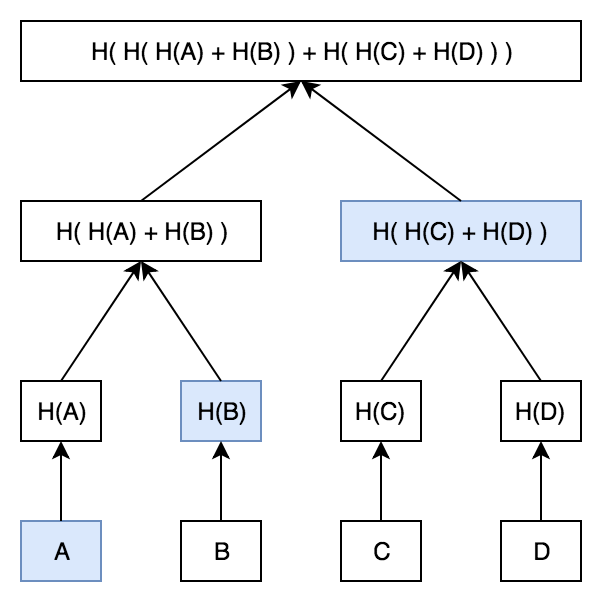 H( H( H(A) + H(B) ) + H( H(C) + H(D) ) )
H( H(A) + H(B) )
H( H(C) + H(D) )
H(A)
H(B)
H(C)
H(D)
A
B
C
D